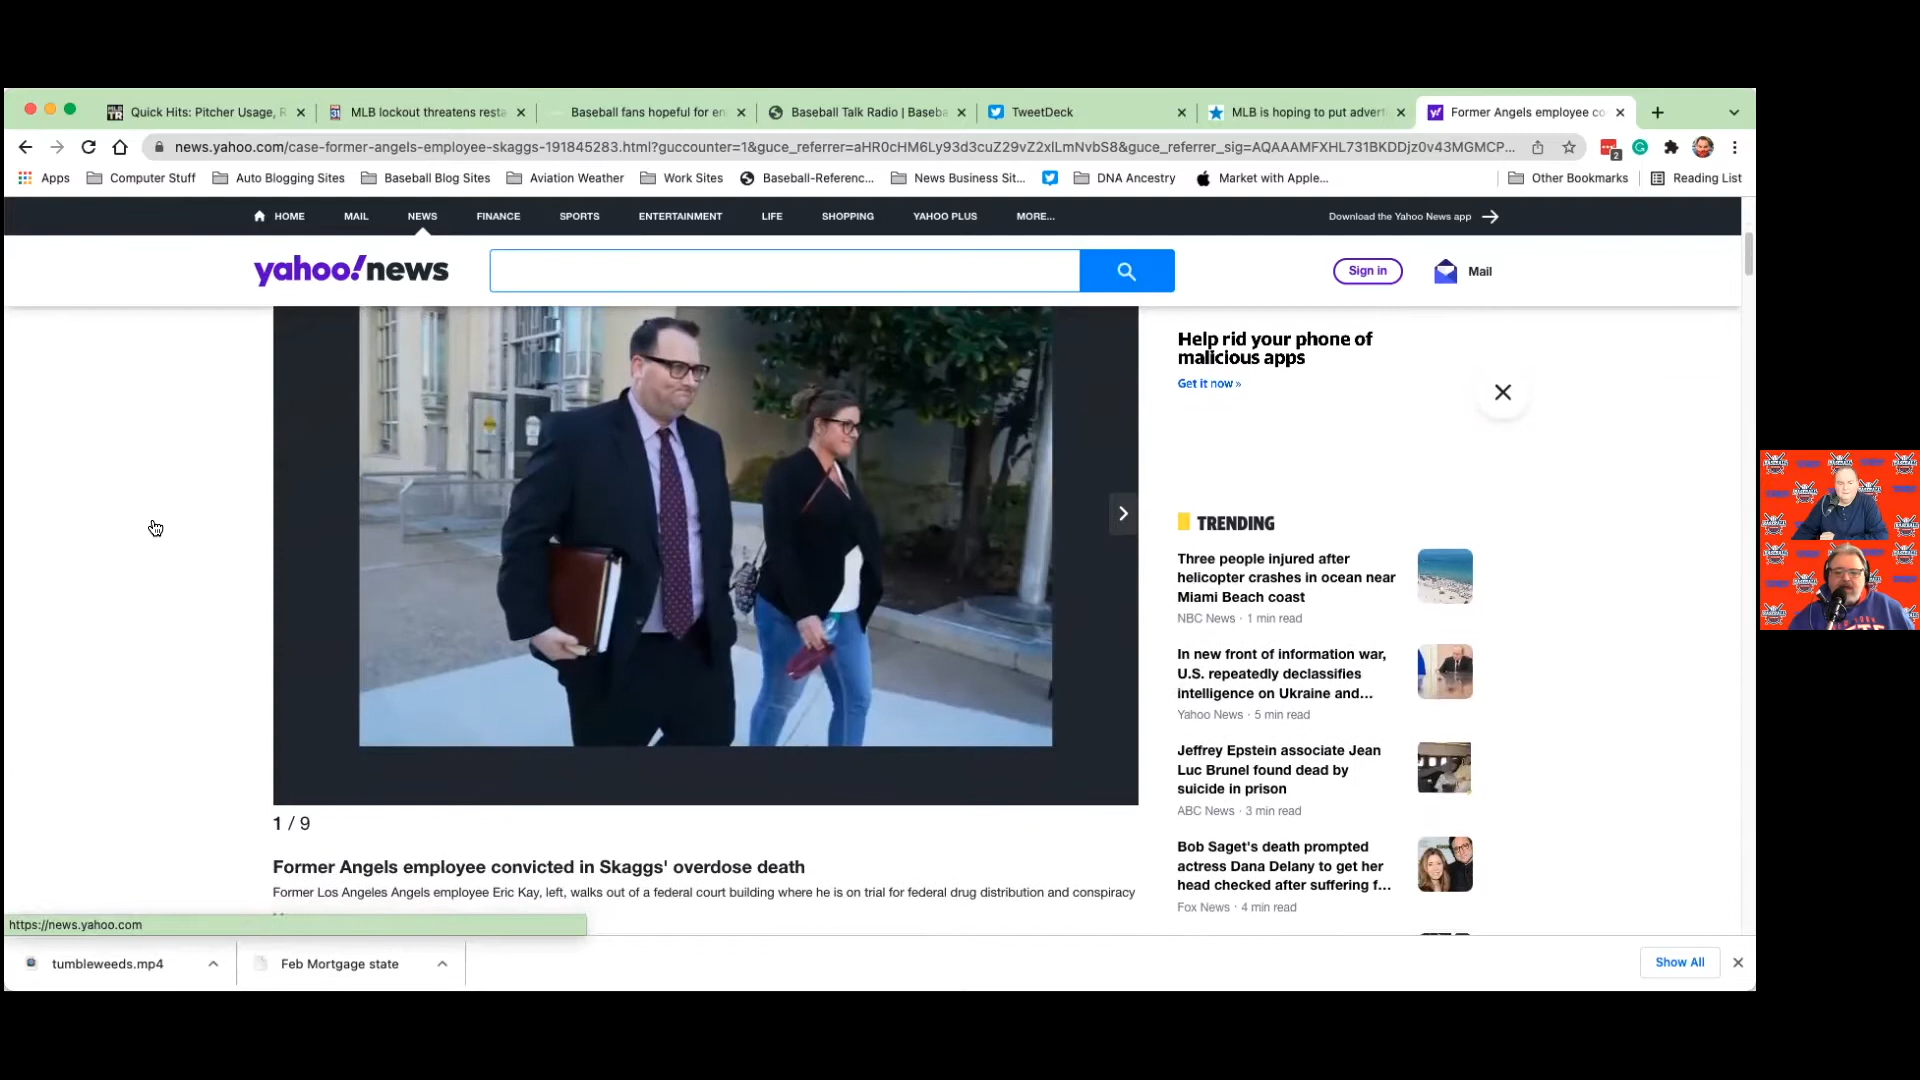 Quick Hits: Pitcher Usage, R
MLB lockout threatens resta
Baseball fans hopeful for en
Baseball Talk Radio | Baseba
TweetDeck
MLB is hoping to put advert
Former Angels employee co
news.yahoo.com/case-former-angels-employee-skaggs-191845283.html?guccounter=1&guce_referrer=aHR0cHM6Ly93d3cuZ29vZ2xlLmNvbS8&guce_referrer_sig=AQAAAMFXHL731BKDDjz0v43MGMCP...
2
Apps
Computer Stuff
Auto Blogging Sites
Baseball Blog Sites
Aviation Weather
Work Sites
Baseball-Referenc...
News Business Sit...
DNA Ancestry
Market with Apple...
Other Bookmarks
Reading List
HOME
MAIL
NEWS
FINANCE
SPORTS
ENTERTAINMENT
LIFE
SHOPPING
YAHOO PLUS
MORE...
Download the Yahoo News app
yahoo!news
Sign in
Mail
Help rid your phone of
malicious apps
Get it now »
TRENDING
Three people injured after
helicopter crashes in ocean near
Miami Beach coast
NBC News · 1 min read
In new front of information war,
U.S. repeatedly declassifies
intelligence on Ukraine and...
Yahoo News · 5 min read
Jeffrey Epstein associate Jean
Luc Brunel found dead by
suicide in prison
ABC News · 3 min read
Bob Saget's death prompted
actress Dana Delany to get her
head checked after suffering f...
Fox News · 4 min read
1 / 9
Former Angels employee convicted in Skaggs' overdose death
Former Los Angeles Angels employee Eric Kay, left, walks out of a federal court building where he is on trial for federal drug distribution and conspiracy
https://news.yahoo.com
tumbleweeds.mp4
Feb Mortgage state
Show All